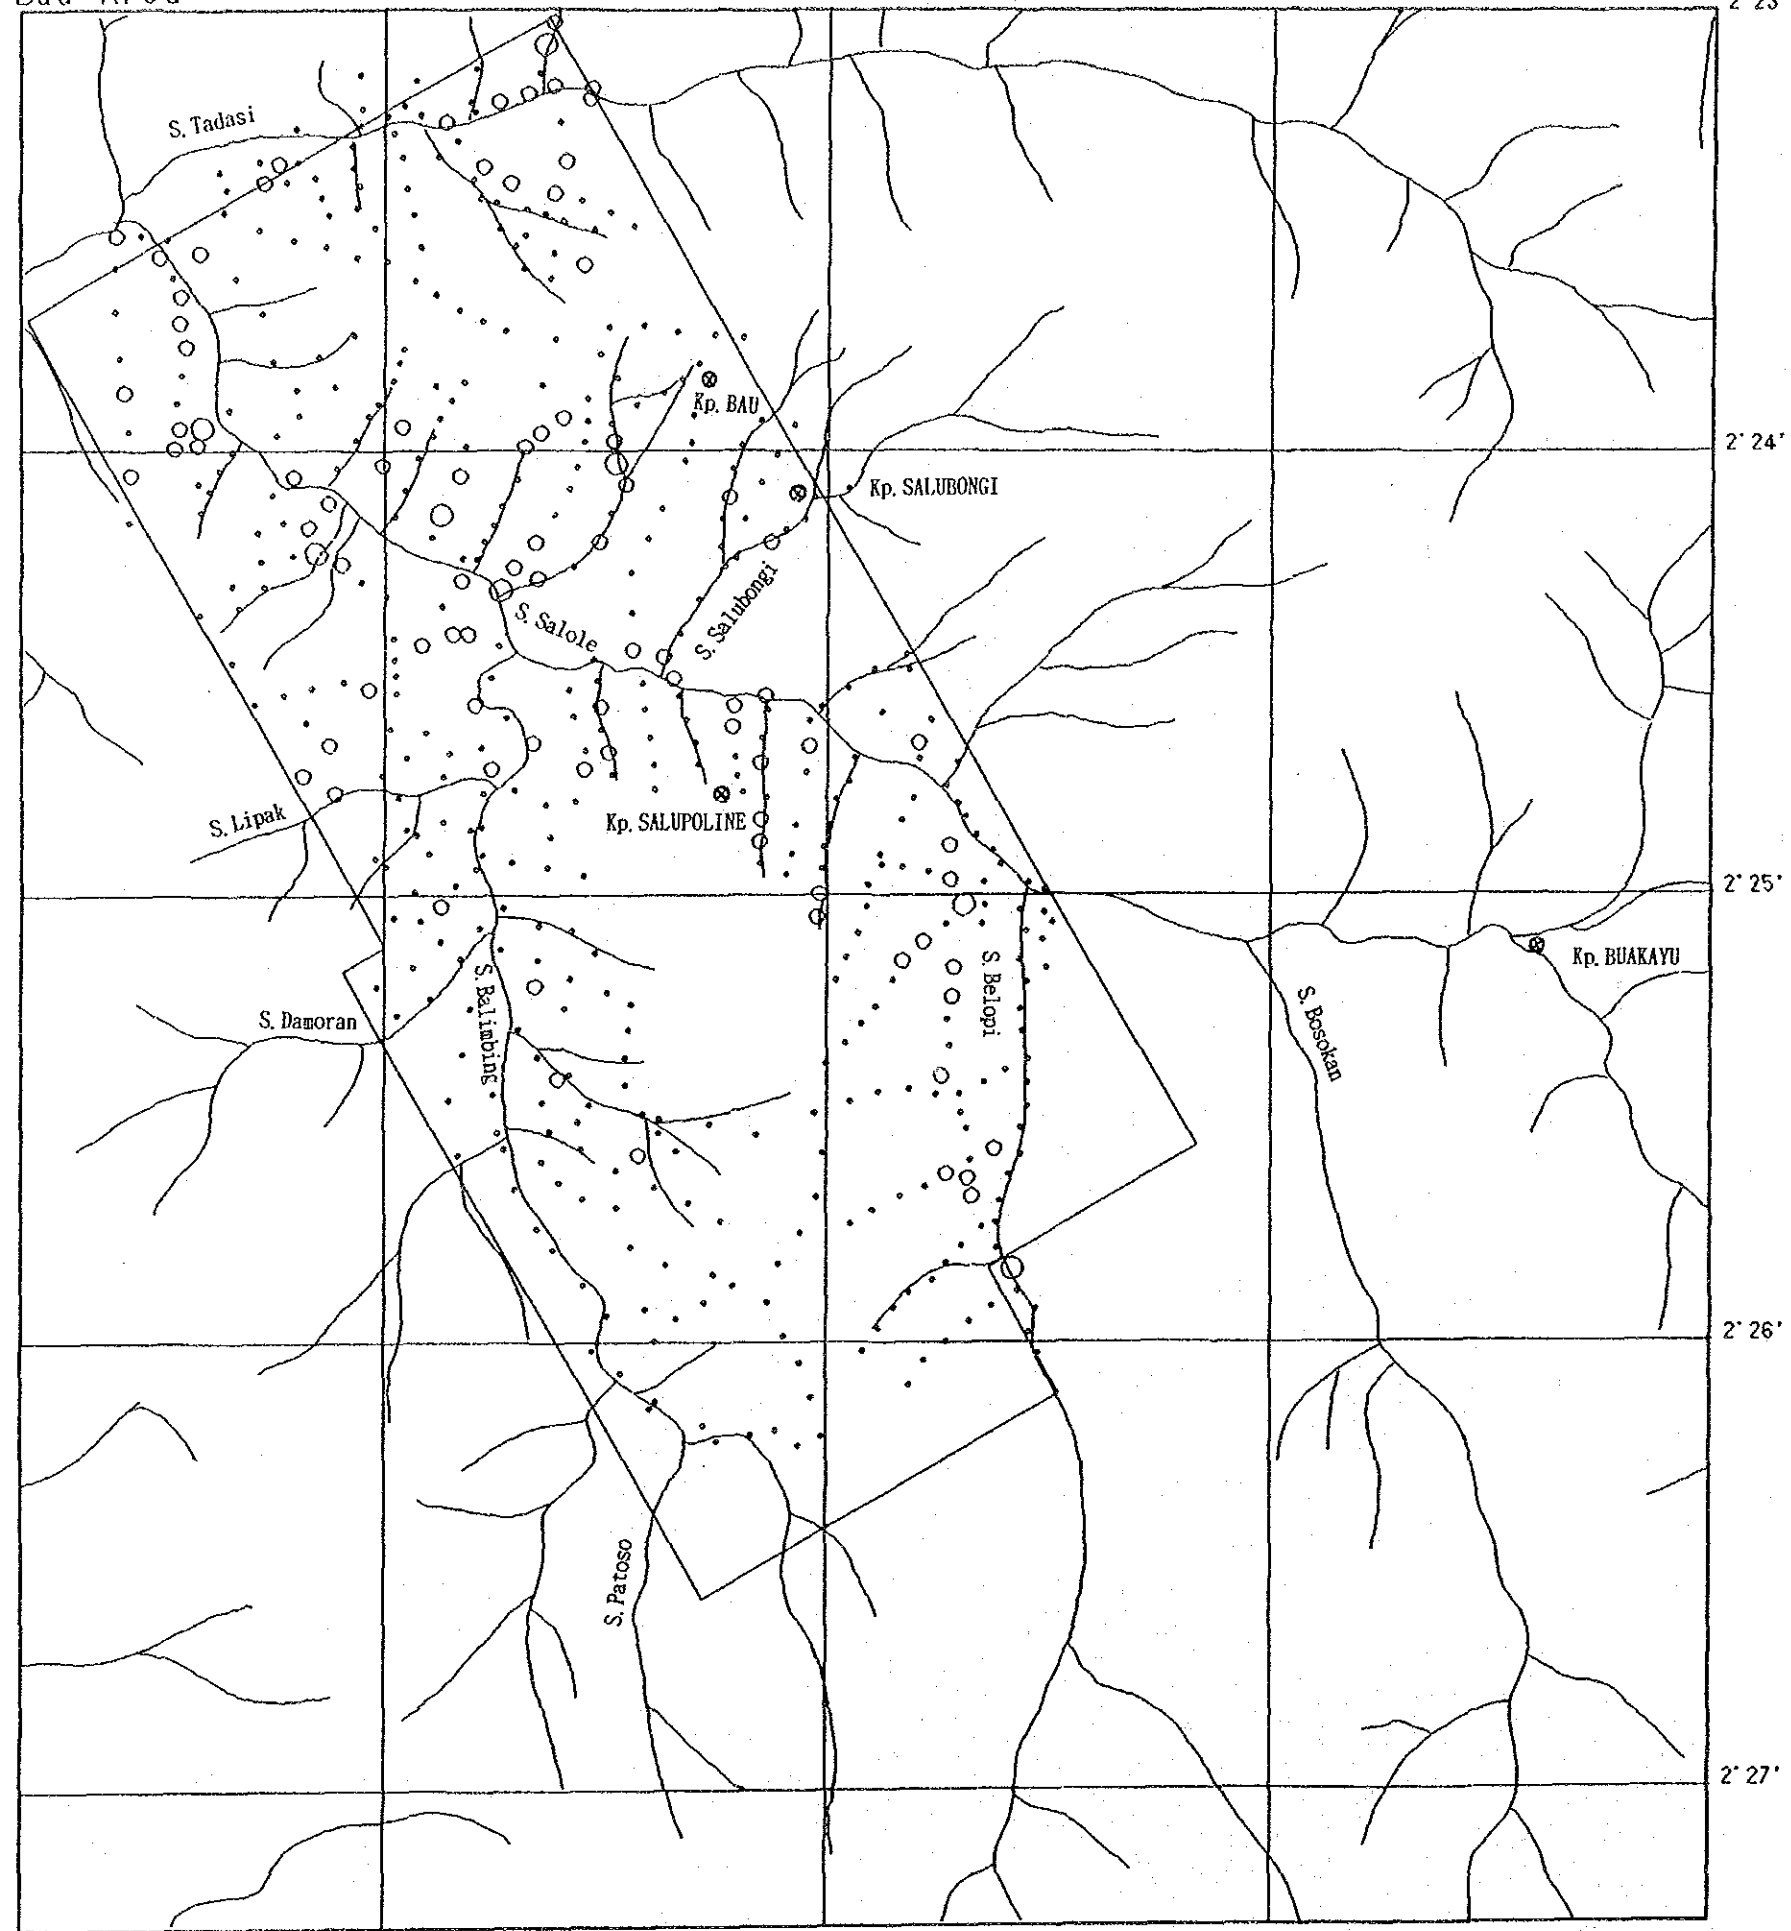 Bau Area
2°23'
S. Tadasi
Kp. BAU
2°24'
Kp. SALUBONGI
S. Salubongi
S. Salole
S. Lipak
Kp. SALUPOLINE
2°25'
Kp. BUAKAYU
S. Belopi
S. Balimbing
S. Damoran
S. Bosokan
2°26'
S. Patoso
2°27'